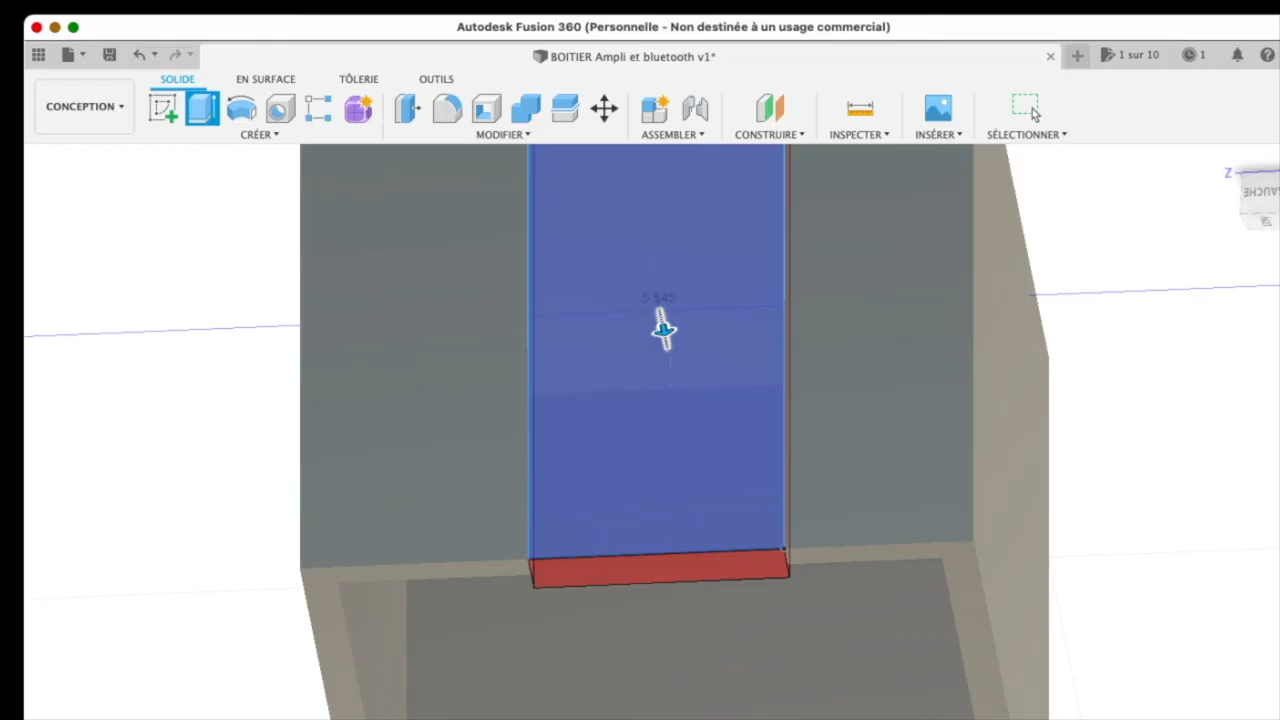 Autodesk Fusion 360 (Personnelle - Non destinée à un usage commercial)
BOITIER Ampli et bluetooth v1*
1 sur 10
1
SOLIDE
EN SURFACE
TÔLERIE
OUTILS
CONCEPTION
CRÉER
MODIFIER
ASSEMBLER
CONSTRUIRE
INSPECTER
INSÉRER
SÉLECTIONNER
Z